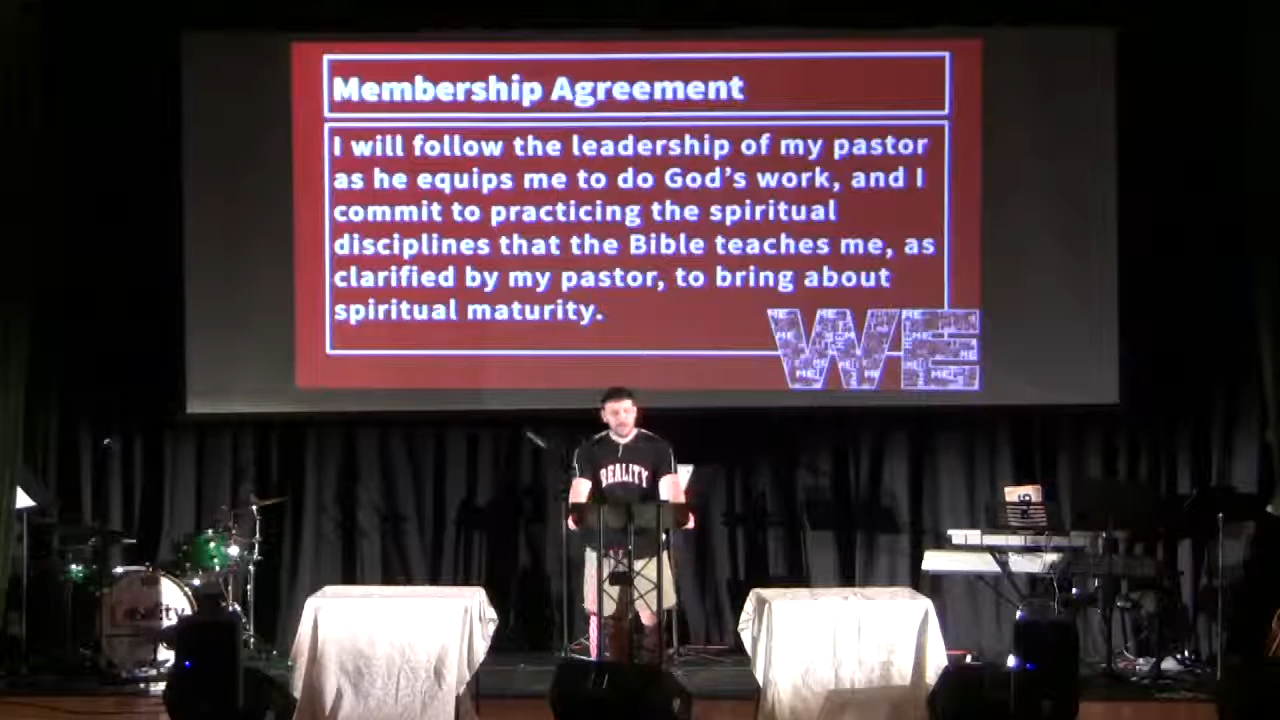 Membership Agreement
I will follow the leadership of my pastor
as he equips me to do God's work, and I
commit to practicing the spiritual
disciplines that the Bible teaches me, as
clarified by my pastor, to bring about
spiritual maturity.
WE
REALITY